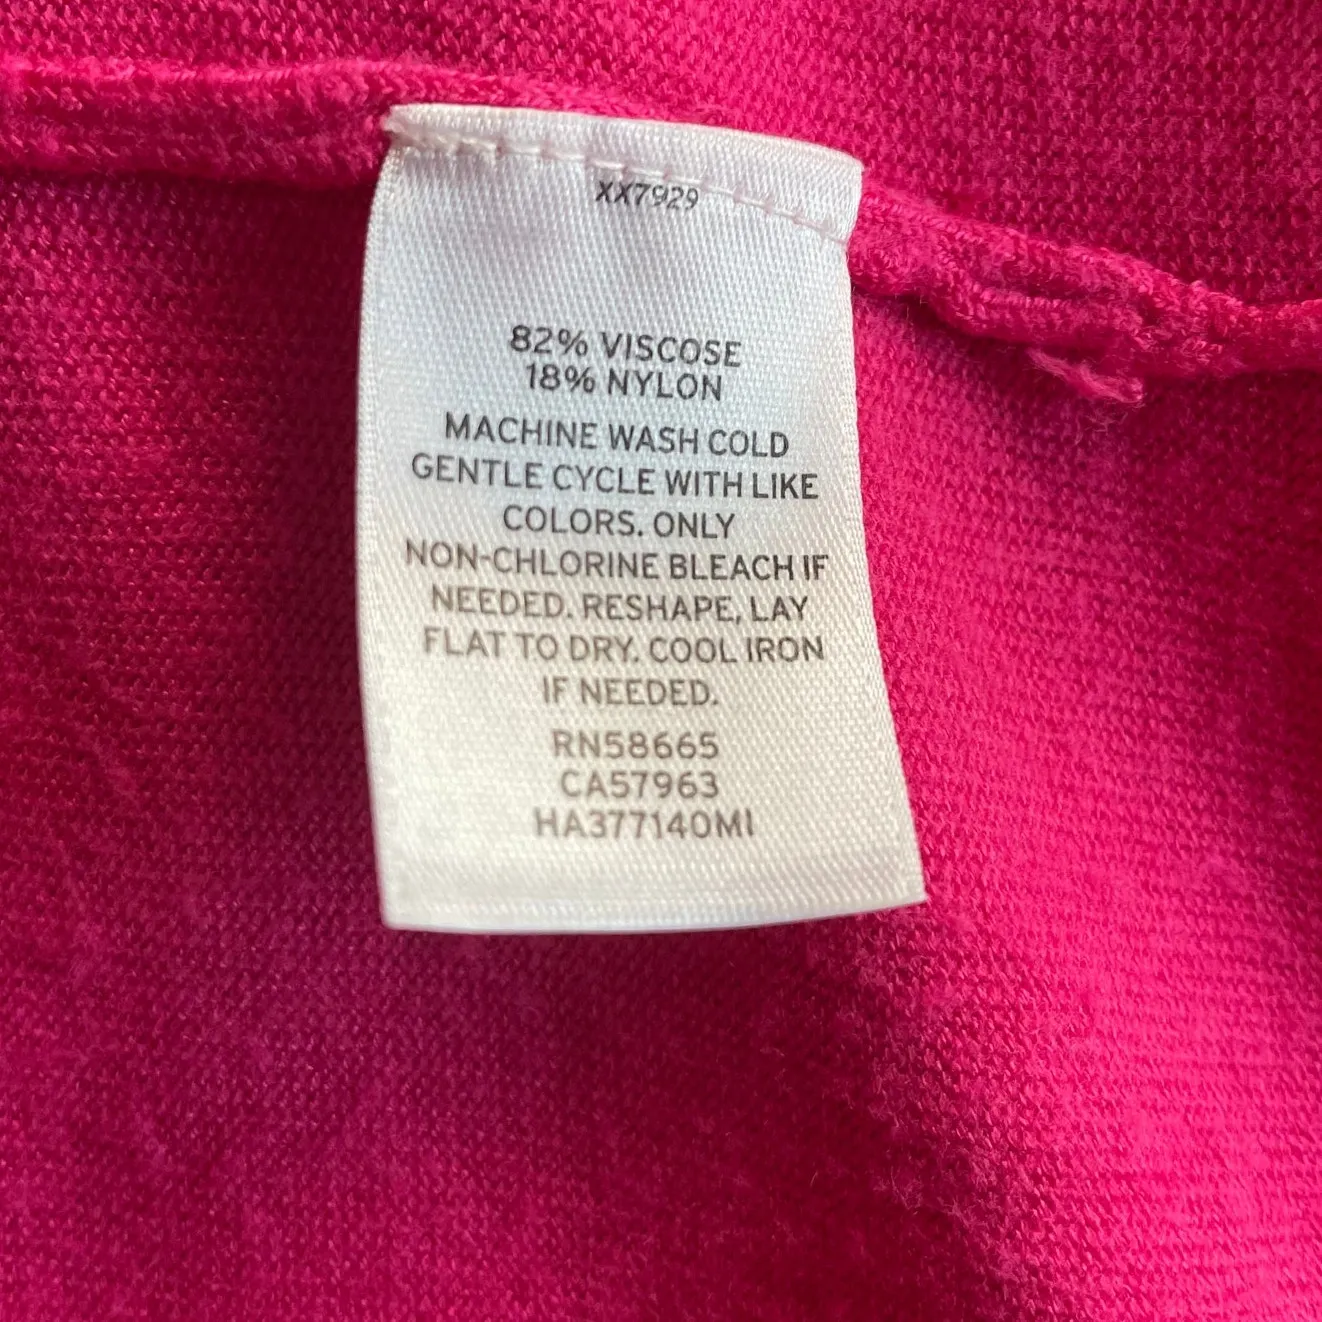 XX7929
82% VISCOSE
18% NYLON
MACHINE WASH COLD
GENTLE CYCLE WITH LIKE
COLORS. ONLY
NON-CHLORINE BLEACH IF
NEEDED. RESHAPE, LAY
FLAT TO DRY. COOL IRON
IF NEEDED.
RN58665
CA57963
HA377140MI